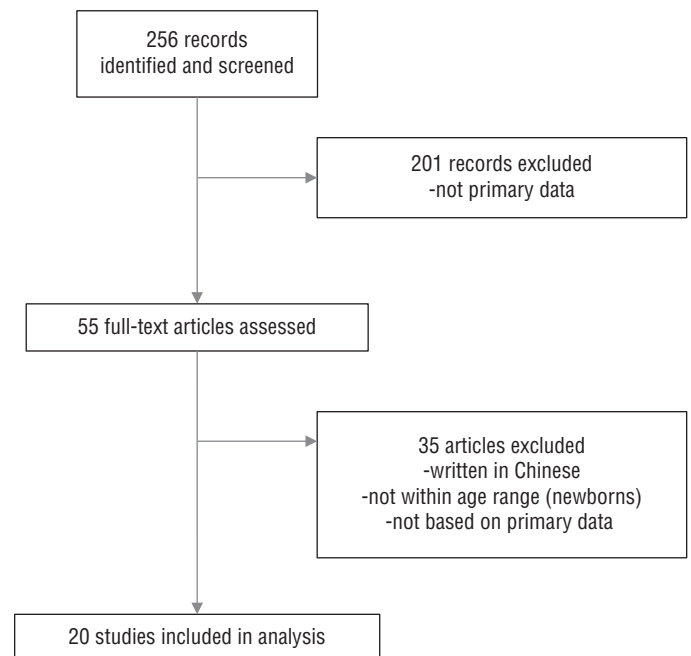 256 records
identified and screened
201 records excluded
-not primary data
55 full-text articles assessed
35 articles excluded
-written in Chinese
-not within age range (newborns)
-not based on primary data
20 studies included in analysis